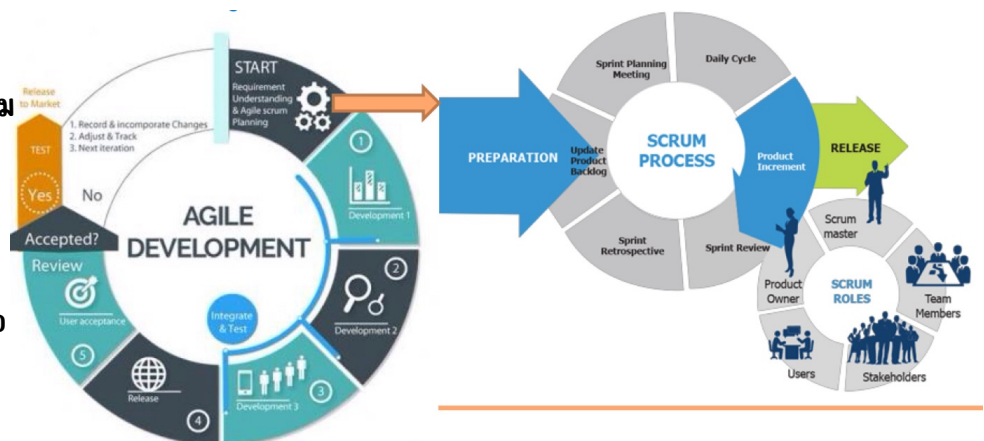 START
Requirement
Understanding
& Agile scrum
Planning
Release
to Market
TEST
Yes
No
1. Record & incomporate Changes
2. Adjust & Track
3. Next iteration
Accepted?
Review
User acceptance
5
AGILE
DEVELOPMENT
Integrate
& Test
1
Development 1
2
Development 2
3
Development 3
4
Release
PREPARATION
Sprint Planning
Meeting
Daily Cycle
Update
Product
Backlog
SCRUM
PROCESS
Product
Increment
RELEASE
Sprint
Retrospective
Sprint Review
Scrum
master
Product
Owner
SCRUM
ROLES
Team
Members
Users
Stakeholders